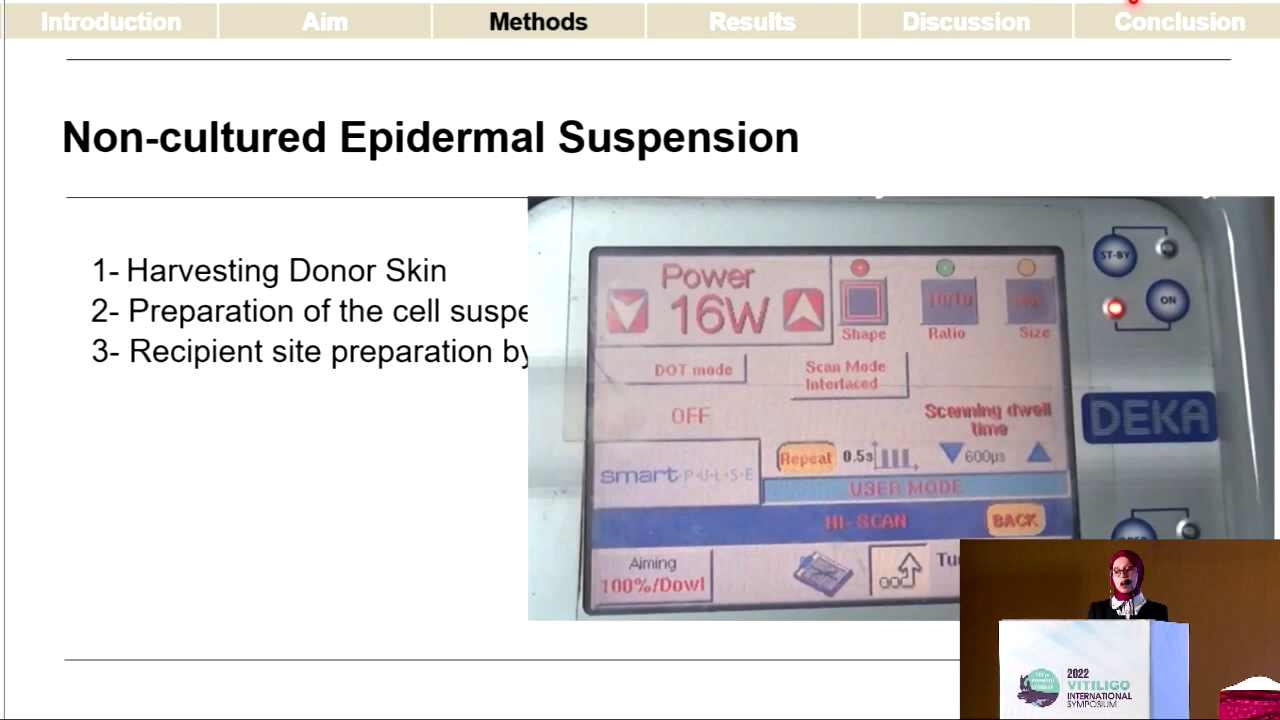 Introduction
Aim
Methods
Results
Discussion
Conclusion
Non-cultured Epidermal Suspension
1- Harvesting Donor Skin
2- Preparation of the cell suspe
3- Recipient site preparation by
Power
16W
Shape
Ratio
Size
DOT mode
Scan Mode
Interlaced
OFF
Scanning dwell
time
Repeat 0.5s 600µs
smart P·U·L·S·E
USER MODE
HI-SCAN BACK
Aiming
100%/Dowl
ST-BY
ON
DEKA
2022
VITILIGO
INTERNATIONAL
SYMPOSIUM